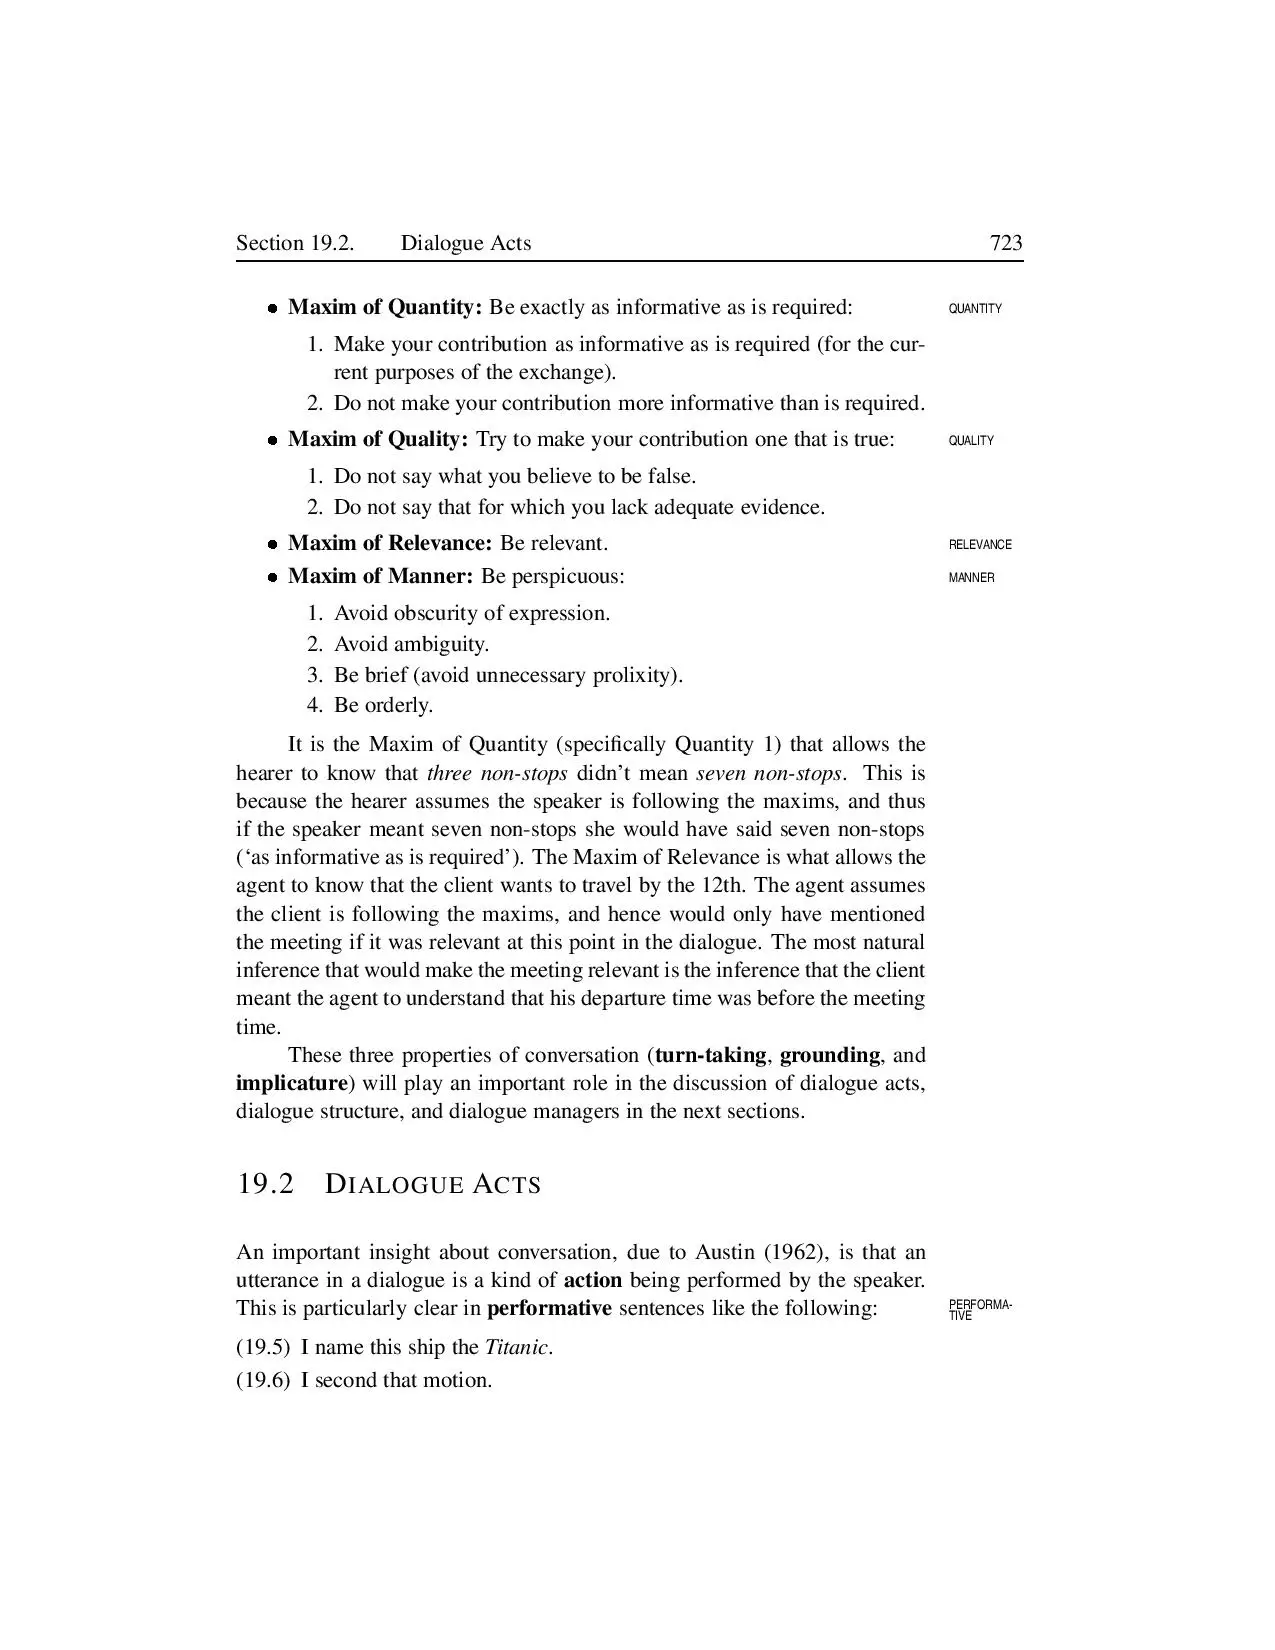 Section 19.2. Dialogue Acts 723
• Maxim of Quantity: Be exactly as informative as is required: QUANTITY
1. Make your contribution as informative as is required (for the cur-
rent purposes of the exchange).
2. Do not make your contribution more informative than is required.
• Maxim of Quality: Try to make your contribution one that is true: QUALITY
1. Do not say what you believe to be false.
2. Do not say that for which you lack adequate evidence.
• Maxim of Relevance: Be relevant. RELEVANCE
• Maxim of Manner: Be perspicuous: MANNER
1. Avoid obscurity of expression.
2. Avoid ambiguity.
3. Be brief (avoid unnecessary prolixity).
4. Be orderly.
It is the Maxim of Quantity (specifically Quantity 1) that allows the
hearer to know that three non-stops didn't mean seven non-stops. This is
because the hearer assumes the speaker is following the maxims, and thus
if the speaker meant seven non-stops she would have said seven non-stops
('as informative as is required'). The Maxim of Relevance is what allows the
agent to know that the client wants to travel by the 12th. The agent assumes
the client is following the maxims, and hence would only have mentioned
the meeting if it was relevant at this point in the dialogue. The most natural
inference that would make the meeting relevant is the inference that the client
meant the agent to understand that his departure time was before the meeting
time.
These three properties of conversation (turn-taking, grounding, and
implicature) will play an important role in the discussion of dialogue acts,
dialogue structure, and dialogue managers in the next sections.
19.2 DIALOGUE ACTS
An important insight about conversation, due to Austin (1962), is that an
utterance in a dialogue is a kind of action being performed by the speaker.
This is particularly clear in performative sentences like the following: PERFORMA-
TIVE
(19.5) I name this ship the Titanic.
(19.6) I second that motion.